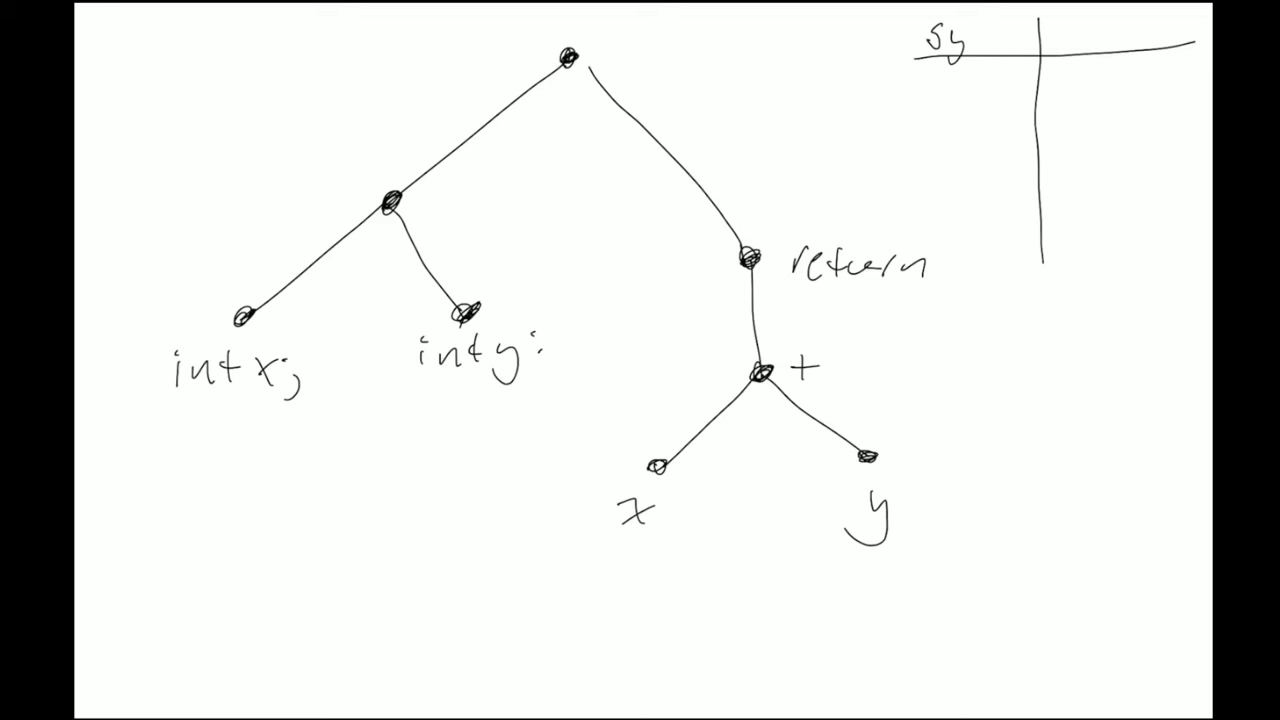 Sy
return
int x;
int y:
+
x
y